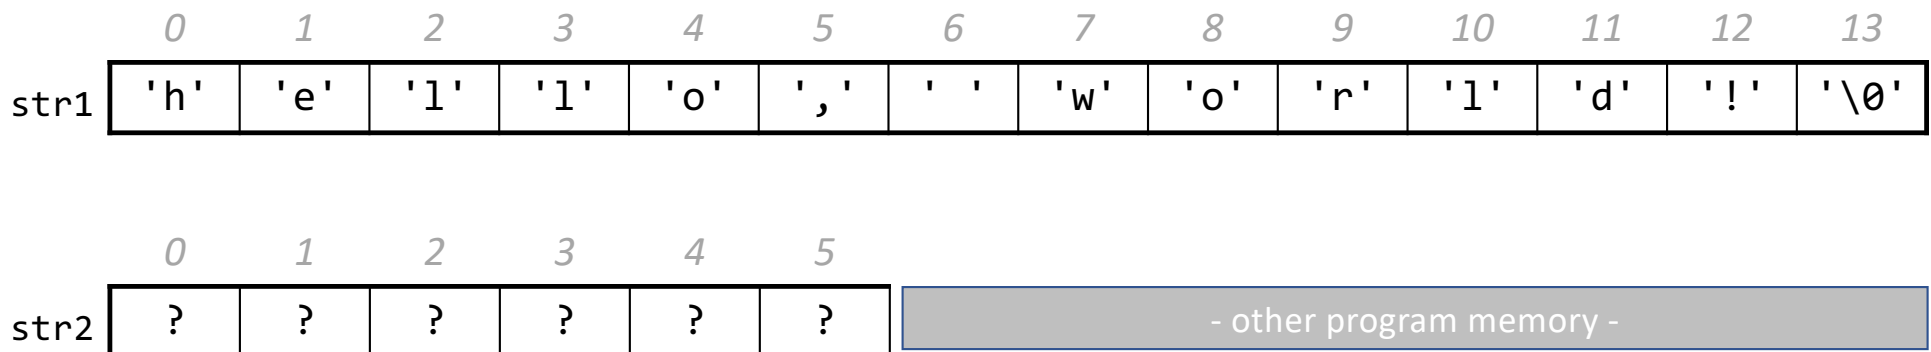 0 1 2 3 4 5 6 7 8 9 10 11 12 13
str1 'h' 'e' 'l' 'l' 'o' ',' ' ' 'w' 'o' 'r' 'l' 'd' '!' '\0'
0 1 2 3 4 5
str2 ? ? ? ? ? ? - other program memory -